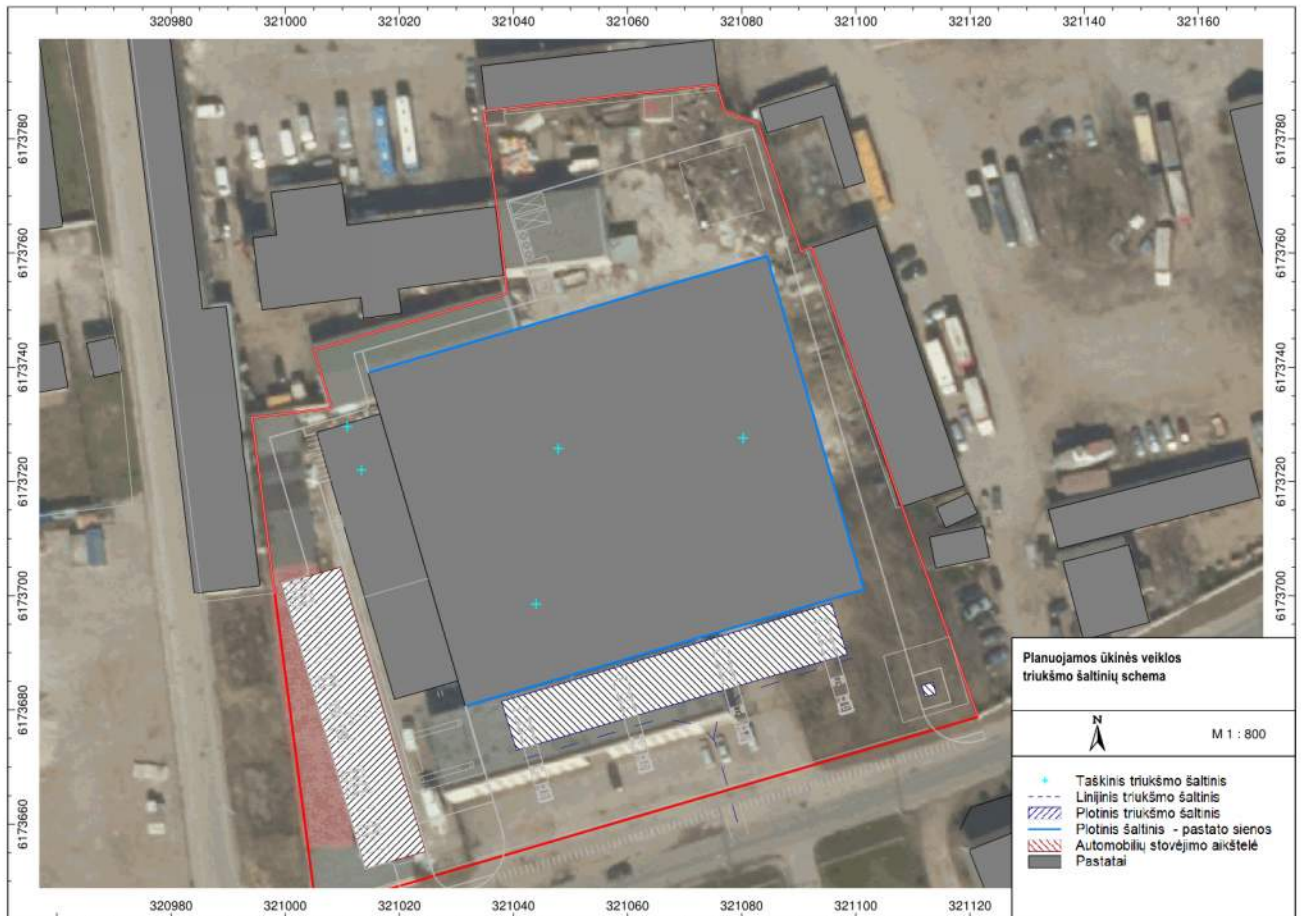 320980 321000 321020 321040 321060 321080 321100 321120 321140 321160
6173780 6173780
6173760 6173760
6173740 6173740
6173720 6173720
6173700 6173700
6173680
6173660
Planuojamos ūkinės veiklos
triukšmo šaltinių schema
N
M 1 : 800
Taškinis triukšmo šaltinis
Linijinis triukšmo šaltinis
Plotinis triukšmo šaltinis
Plotinis šaltinis - pastato sienos
Automobilių stovėjimo aikštelė
Pastatai
320980 321000 321020 321040 321060 321080 321100 321120